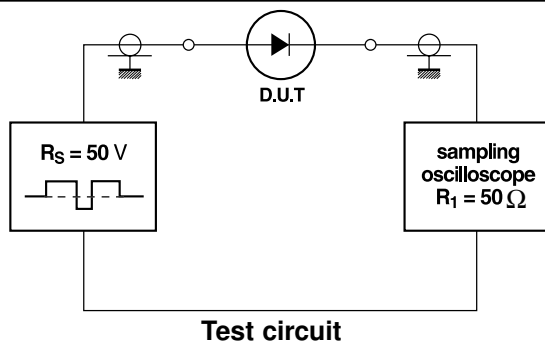 D.U.T
R_S = 50 V
sampling
oscilloscope
R_1 = 50 Ω
Test circuit